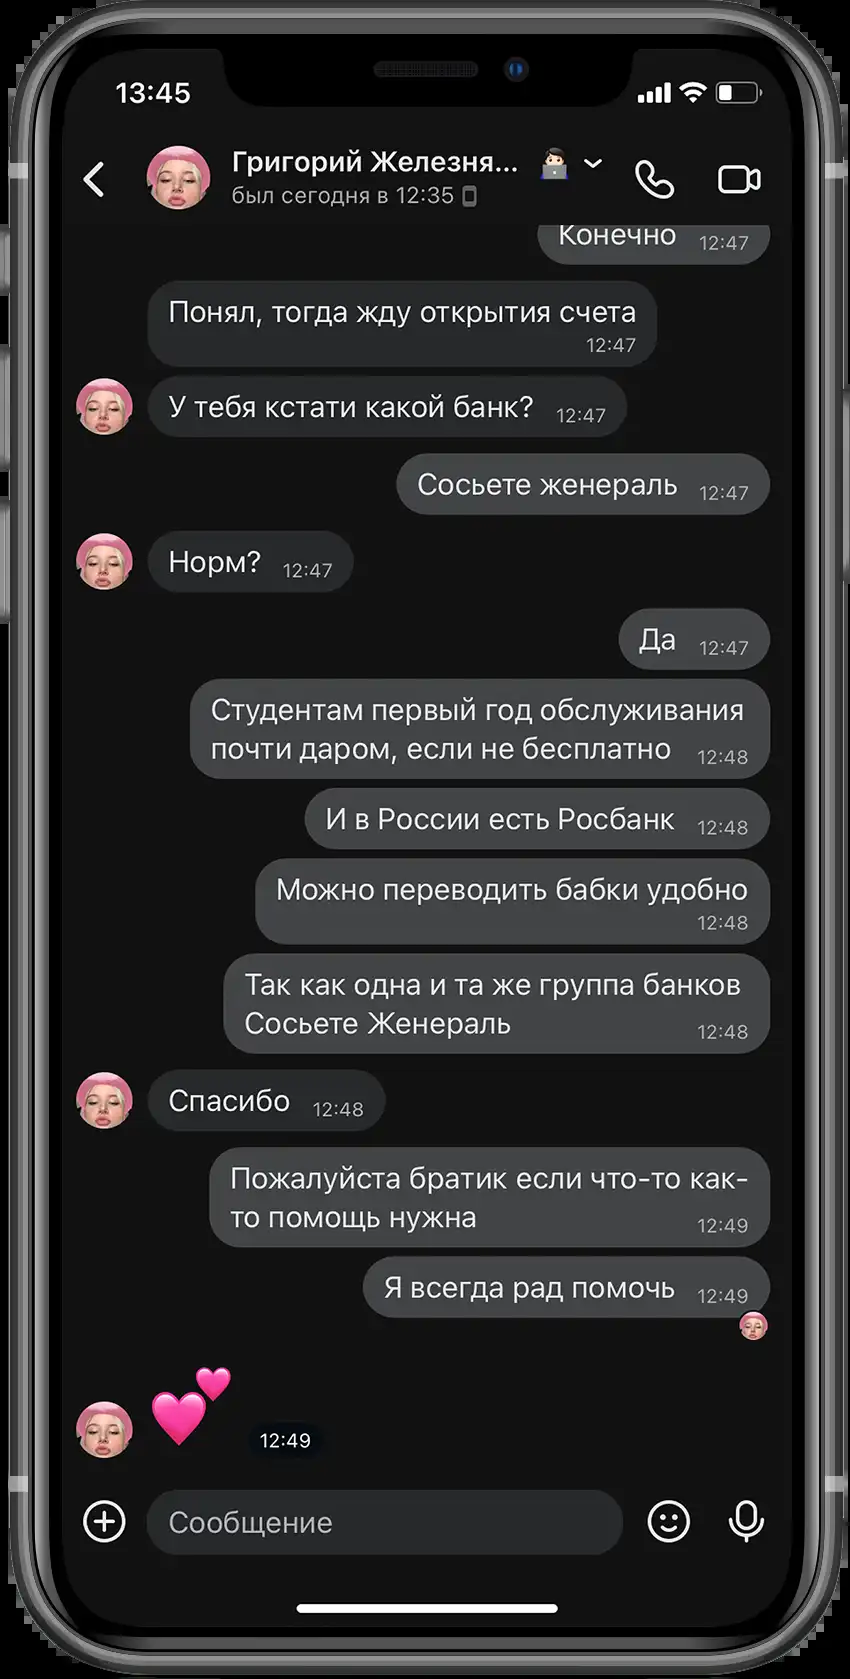 13:45
Григорий Железня...
был сегодня в 12:35
Конечно 12:47
Понял, тогда жду открытия счета
12:47
У тебя кстати какой банк? 12:47
Сосьете женераль 12:47
Норм? 12:47
Да 12:47
Студентам первый год обслуживания
почти даром, если не бесплатно 12:48
И в России есть Росбанк 12:48
Можно переводить бабки удобно
12:48
Так как одна и та же группа банков
Сосьете Женераль 12:48
Спасибо 12:48
Пожалуйста братик если что-то как-
то помощь нужна 12:49
Я всегда рад помочь 12:49
12:49
Сообщение